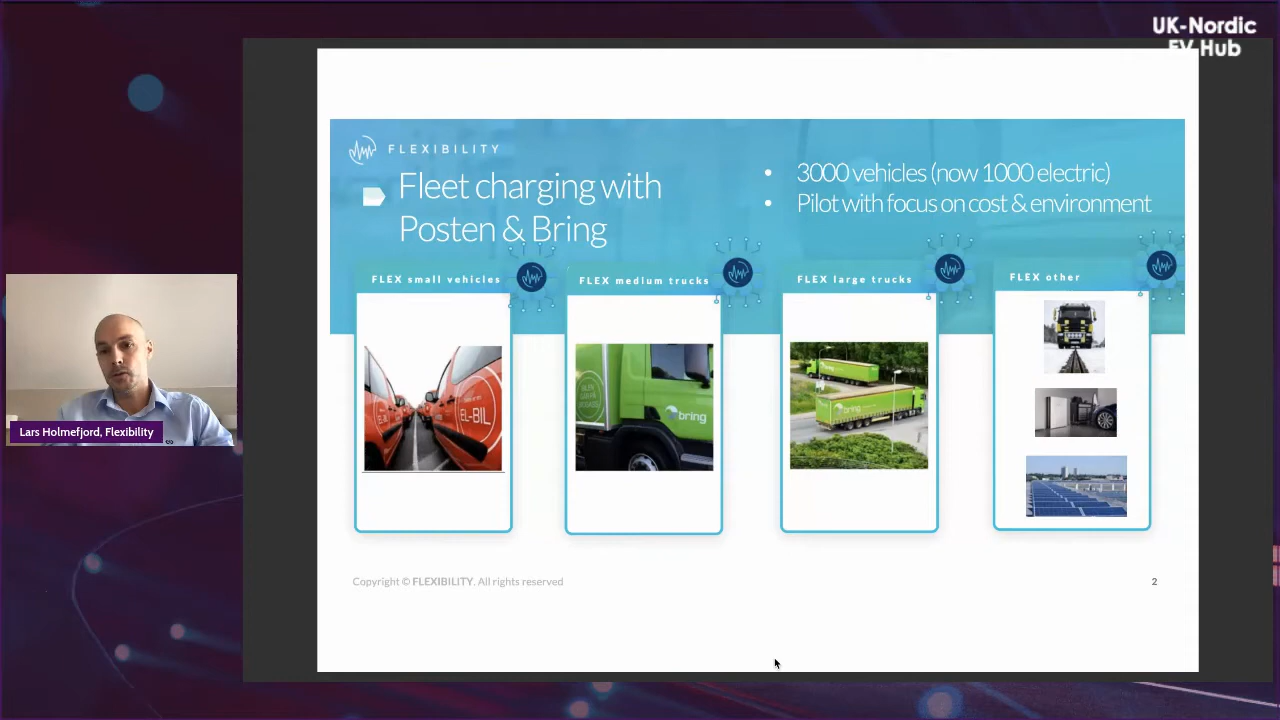 UK-Nordic
EV Hub
FLEXIBILITY
Fleet charging with
Posten & Bring
• 3000 vehicles (now 1000 electric)
• Pilot with focus on cost & environment
FLEX small vehicles
FLEX medium trucks
FLEX large trucks
FLEX other
EL-BIL
bring
bring
Lars Holmefjord, Flexibility
Copyright © FLEXIBILITY. All rights reserved
2